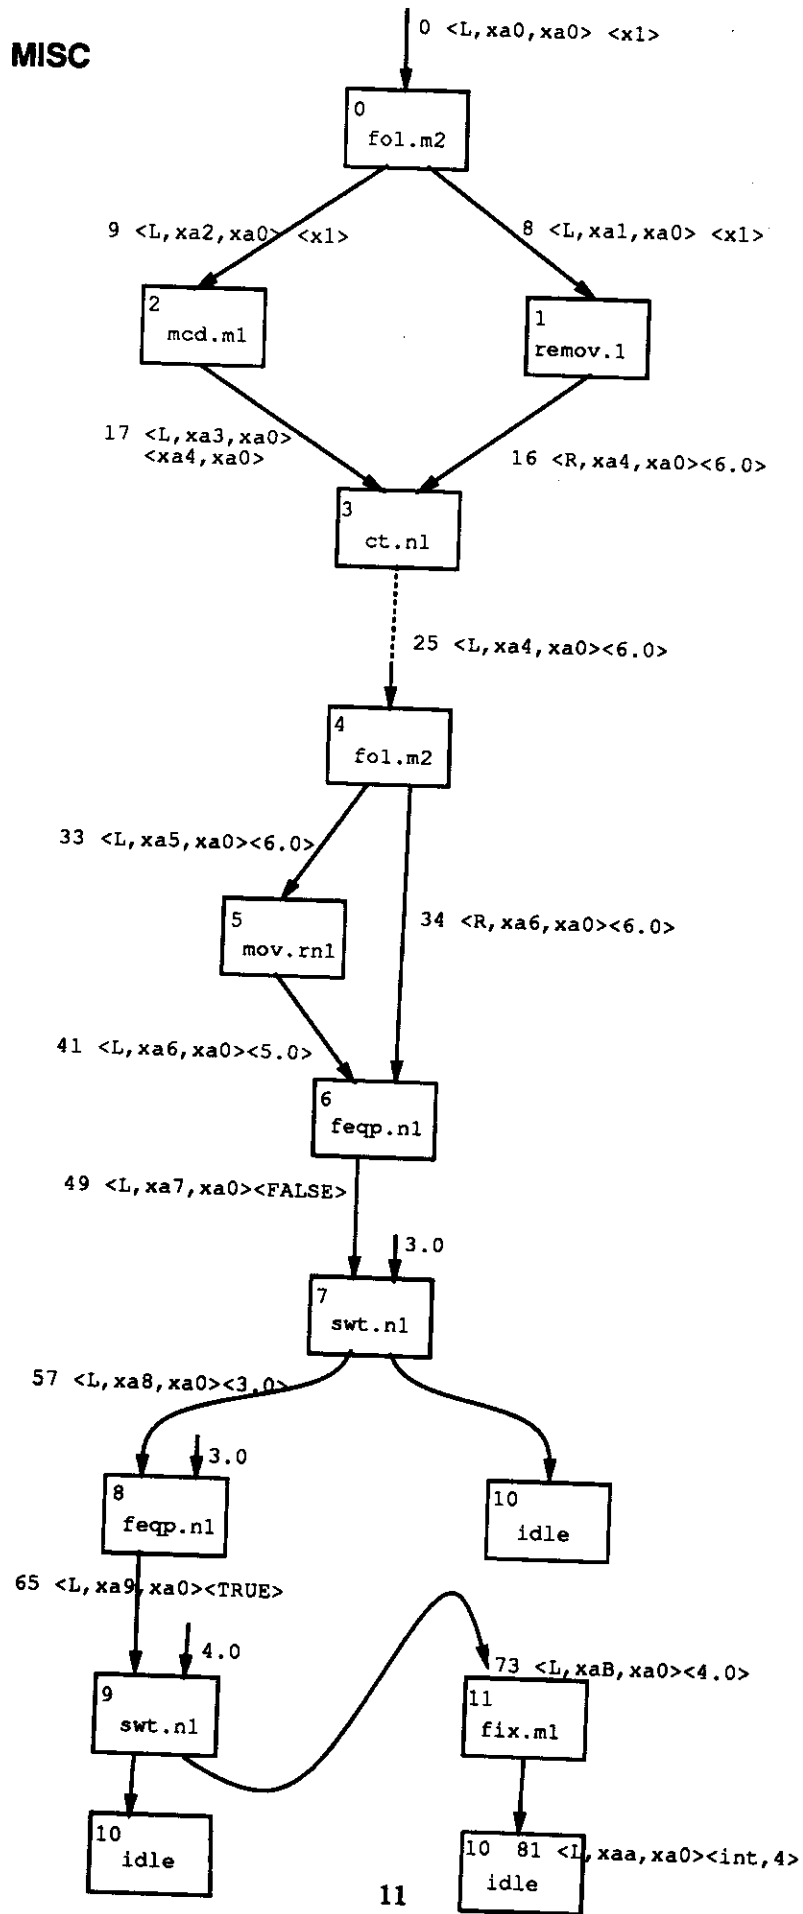 0 <L,xa0,xa0> <x1>
MISC
0
fol.m2
9 <L,xa2,xa0> <x1>
8 <L,xa1,xa0> <x1>
2
mcd.m1
1
remov.1
17 <L,xa3,xa0>
<xa4,xa0>
16 <R,xa4,xa0><6.0>
3
ct.n1
25 <L,xa4,xa0><6.0>
4
fol.m2
33 <L,xa5,xa0><6.0>
34 <R,xa6,xa0><6.0>
5
mov.rn1
41 <L,xa6,xa0><5.0>
6
feqp.n1
49 <L,xa7,xa0><FALSE>
3.0
7
swt.n1
57 <L,xa8,xa0><3.0>
3.0
8
feqp.n1
10
idle
65 <L,xa9,xa0><TRUE>
4.0
73 <L,xaB,xa0><4.0>
9
swt.n1
11
fix.m1
10
idle
10 81 <L,xaa,xa0><int,4>
idle
11